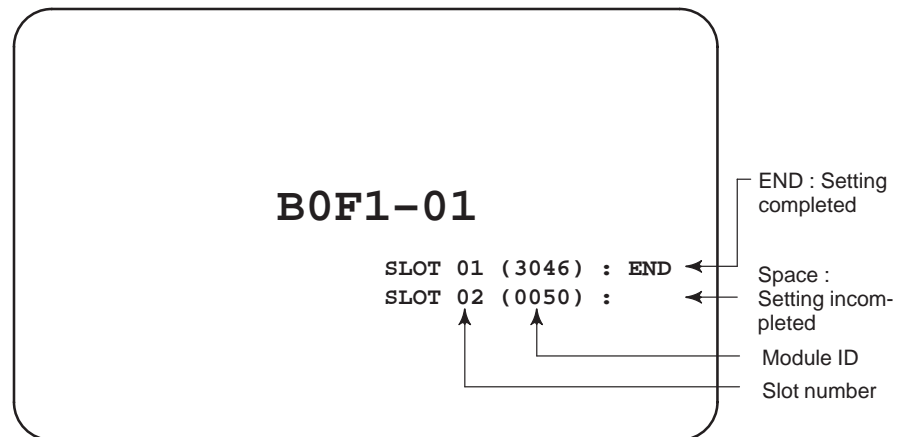 B0F1–01
SLOT 01 (3046) : END
SLOT 02 (0050) :
END : Setting
completed
Space :
Setting incom-
pleted
Module ID
Slot number